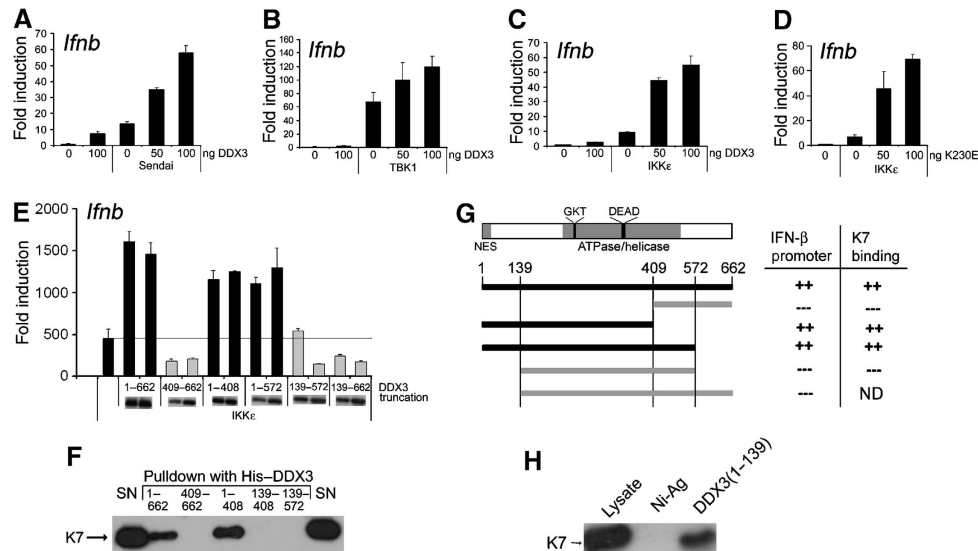 A
Ifnb
Fold induction
70
60
50
40
30
20
10
0
0 100 0 50 100 ng DDX3
Sendai
B
Ifnb
Fold induction
160
140
120
100
80
60
40
20
0
0 100 0 50 100 ng DDX3
TBK1
C
Ifnb
Fold induction
70
60
50
40
30
20
10
0
0 100 0 50 100 ng DDX3
IKKε
D
Ifnb
Fold induction
80
60
40
20
0
0 0 50 100 ng K230E
IKKε
E
Ifnb
Fold induction
2000
1500
1000
500
0
1–662 409–662 1–408 1–572 139–572 139–662 DDX3
truncation
IKKε
G
GKT DEAD
NES ATPase/helicase
1 139 409 572 662
IFN-β
promoter
K7
binding
++ ++
--- ---
++ ++
++ ++
--- ---
--- ND
F
Pulldown with His–DDX3
SN 1–
662 409–
662 1–
408 139–
408 139–
572 SN
K7
H
Lysate Ni-Ag DDX3(1–139)
K7